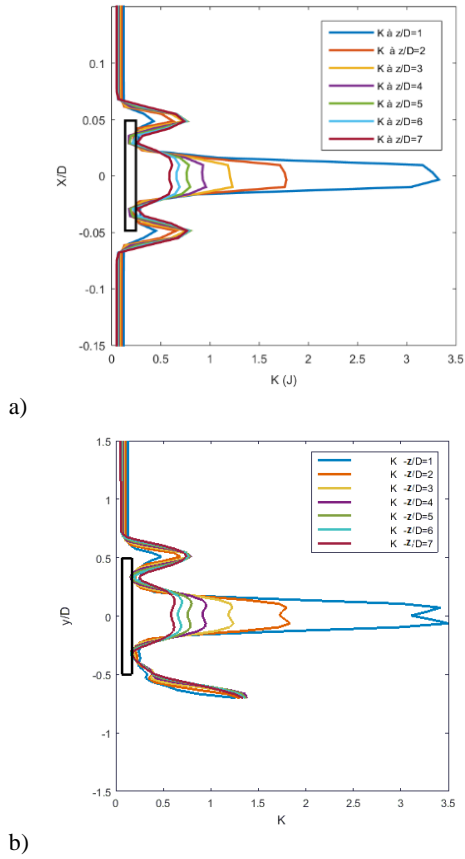 0.1
0.05
0
-0.05
-0.1
-0.15
X/D
K à z/D=1
K à z/D=2
K à z/D=3
K à z/D=4
K à z/D=5
K à z/D=6
K à z/D=7
0 0.5 1 1.5 2 2.5 3 3.5
K (J)
a)
1.5
1
0.5
0
-0.5
-1
-1.5
y/D
K -z/D=1
K -z/D=2
K -z/D=3
K -z/D=4
K -z/D=5
K -z/D=6
K -z/D=7
0 0.5 1 1.5 2 2.5 3 3.5
K
b)